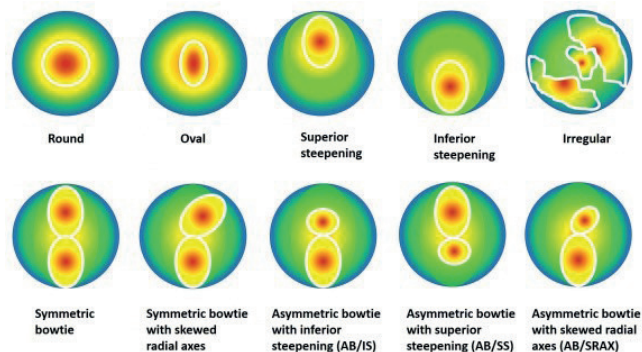 Round
Oval
Superior
steepening
Inferior
steepening
Irregular
Symmetric
bowtie
Symmetric bowtie
with skewed
radial axes
Asymmetric bowtie
with inferior
steepening (AB/IS)
Asymmetric bowtie
with superior
steepening (AB/SS)
Asymmetric bowtie
with skewed radial
axes (AB/SRAX)